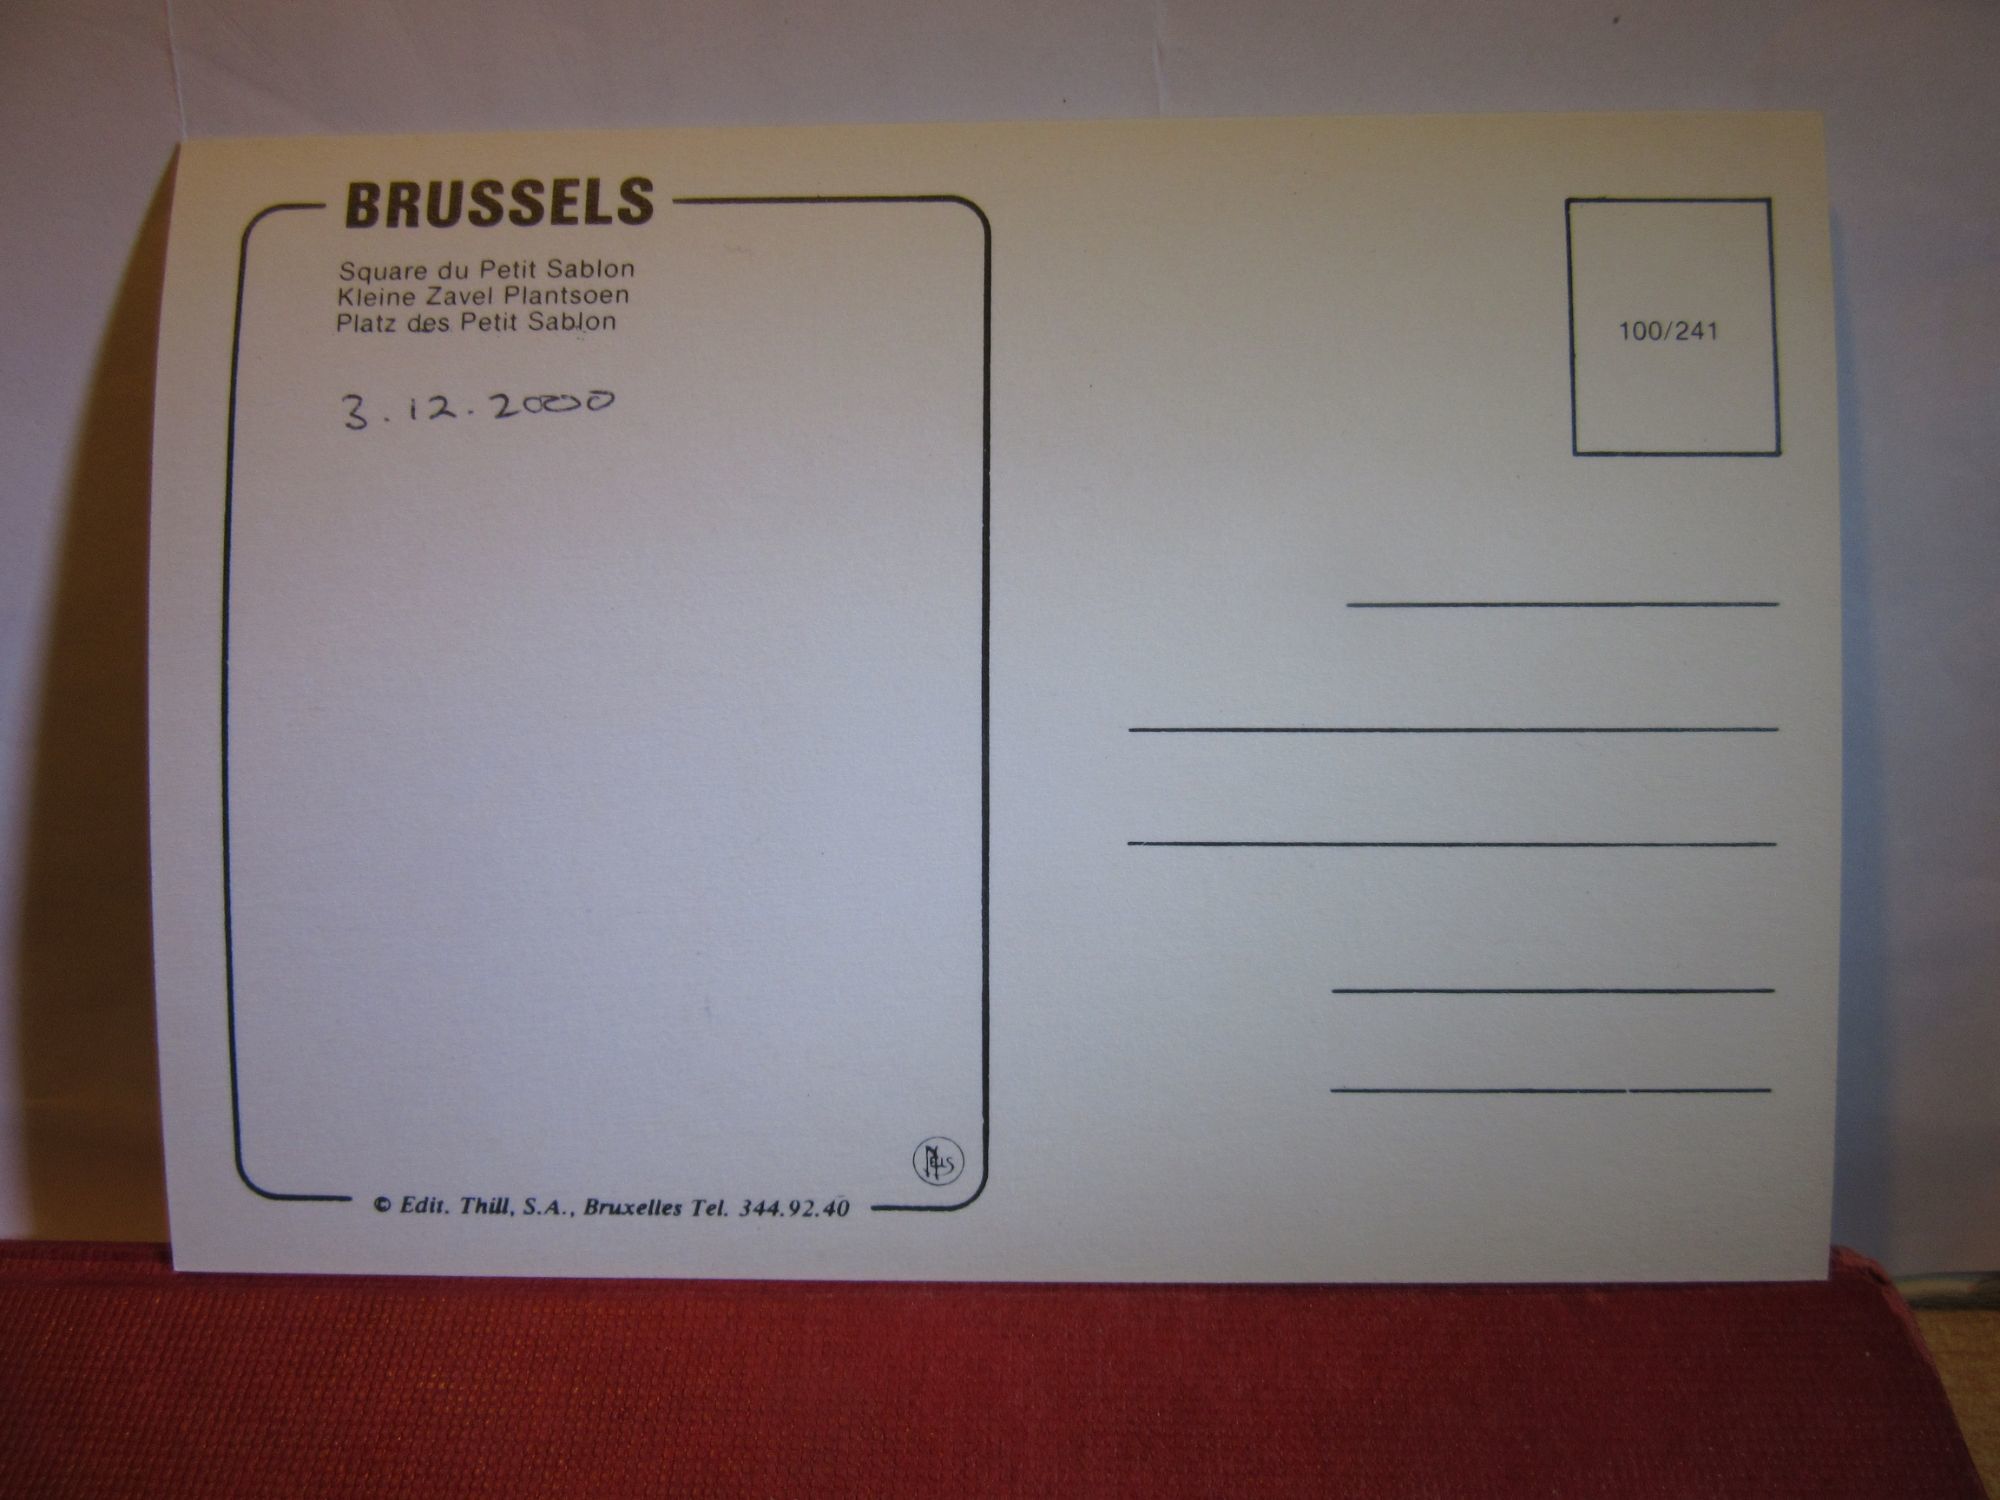 BRUSSELS
Square du Petit Sablon
Kleine Zavel Plantsoen
Platz des Petit Sablon
3.12.2000
100/241
NELS
© Edit. Thill, S.A., Bruxelles Tel. 344.92.40